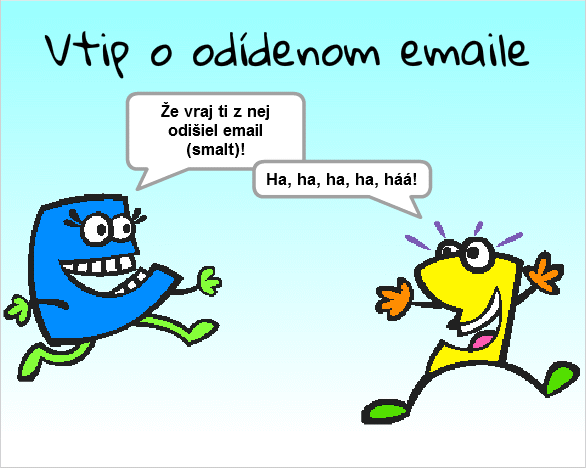 Vtip o odídenom emaile
Že vraj ti z nej
odišiel email
(smalt)!
Ha, ha, ha, ha, háá!